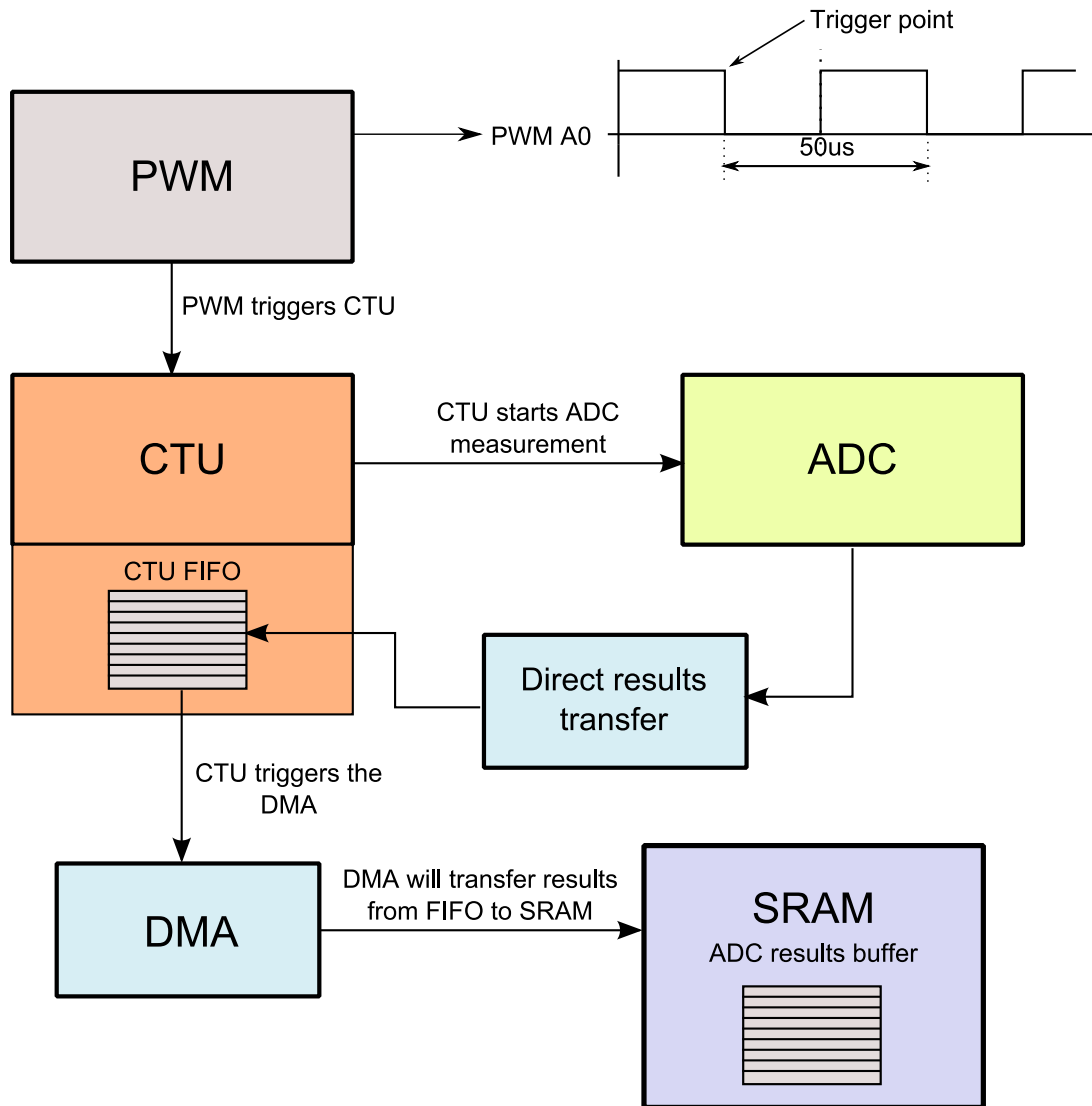 Trigger point
PWM
PWM A0
50us
PWM triggers CTU
CTU
CTU starts ADC
measurement
ADC
CTU FIFO
Direct results
transfer
CTU triggers the
DMA
DMA
DMA will transfer results
from FIFO to SRAM
SRAM
ADC results buffer